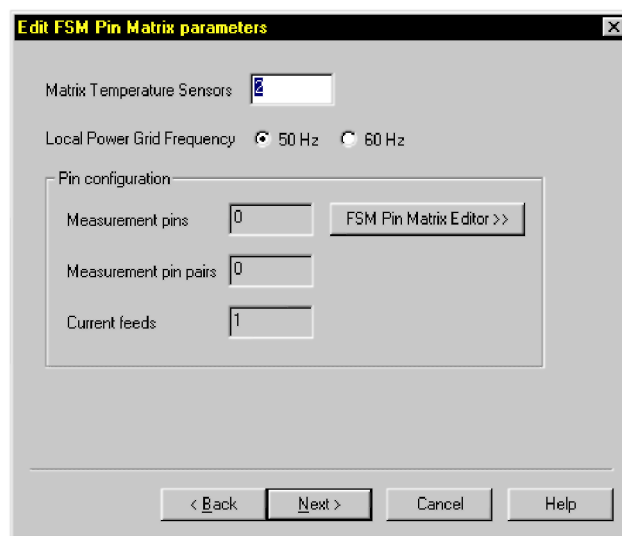 Edit FSM Pin Matrix parameters
Matrix Temperature Sensors 2
Local Power Grid Frequency 50 Hz 60 Hz
Pin configuration
Measurement pins 0 FSM Pin Matrix Editor >>
Measurement pin pairs 0
Current feeds 1
< Back Next > Cancel Help